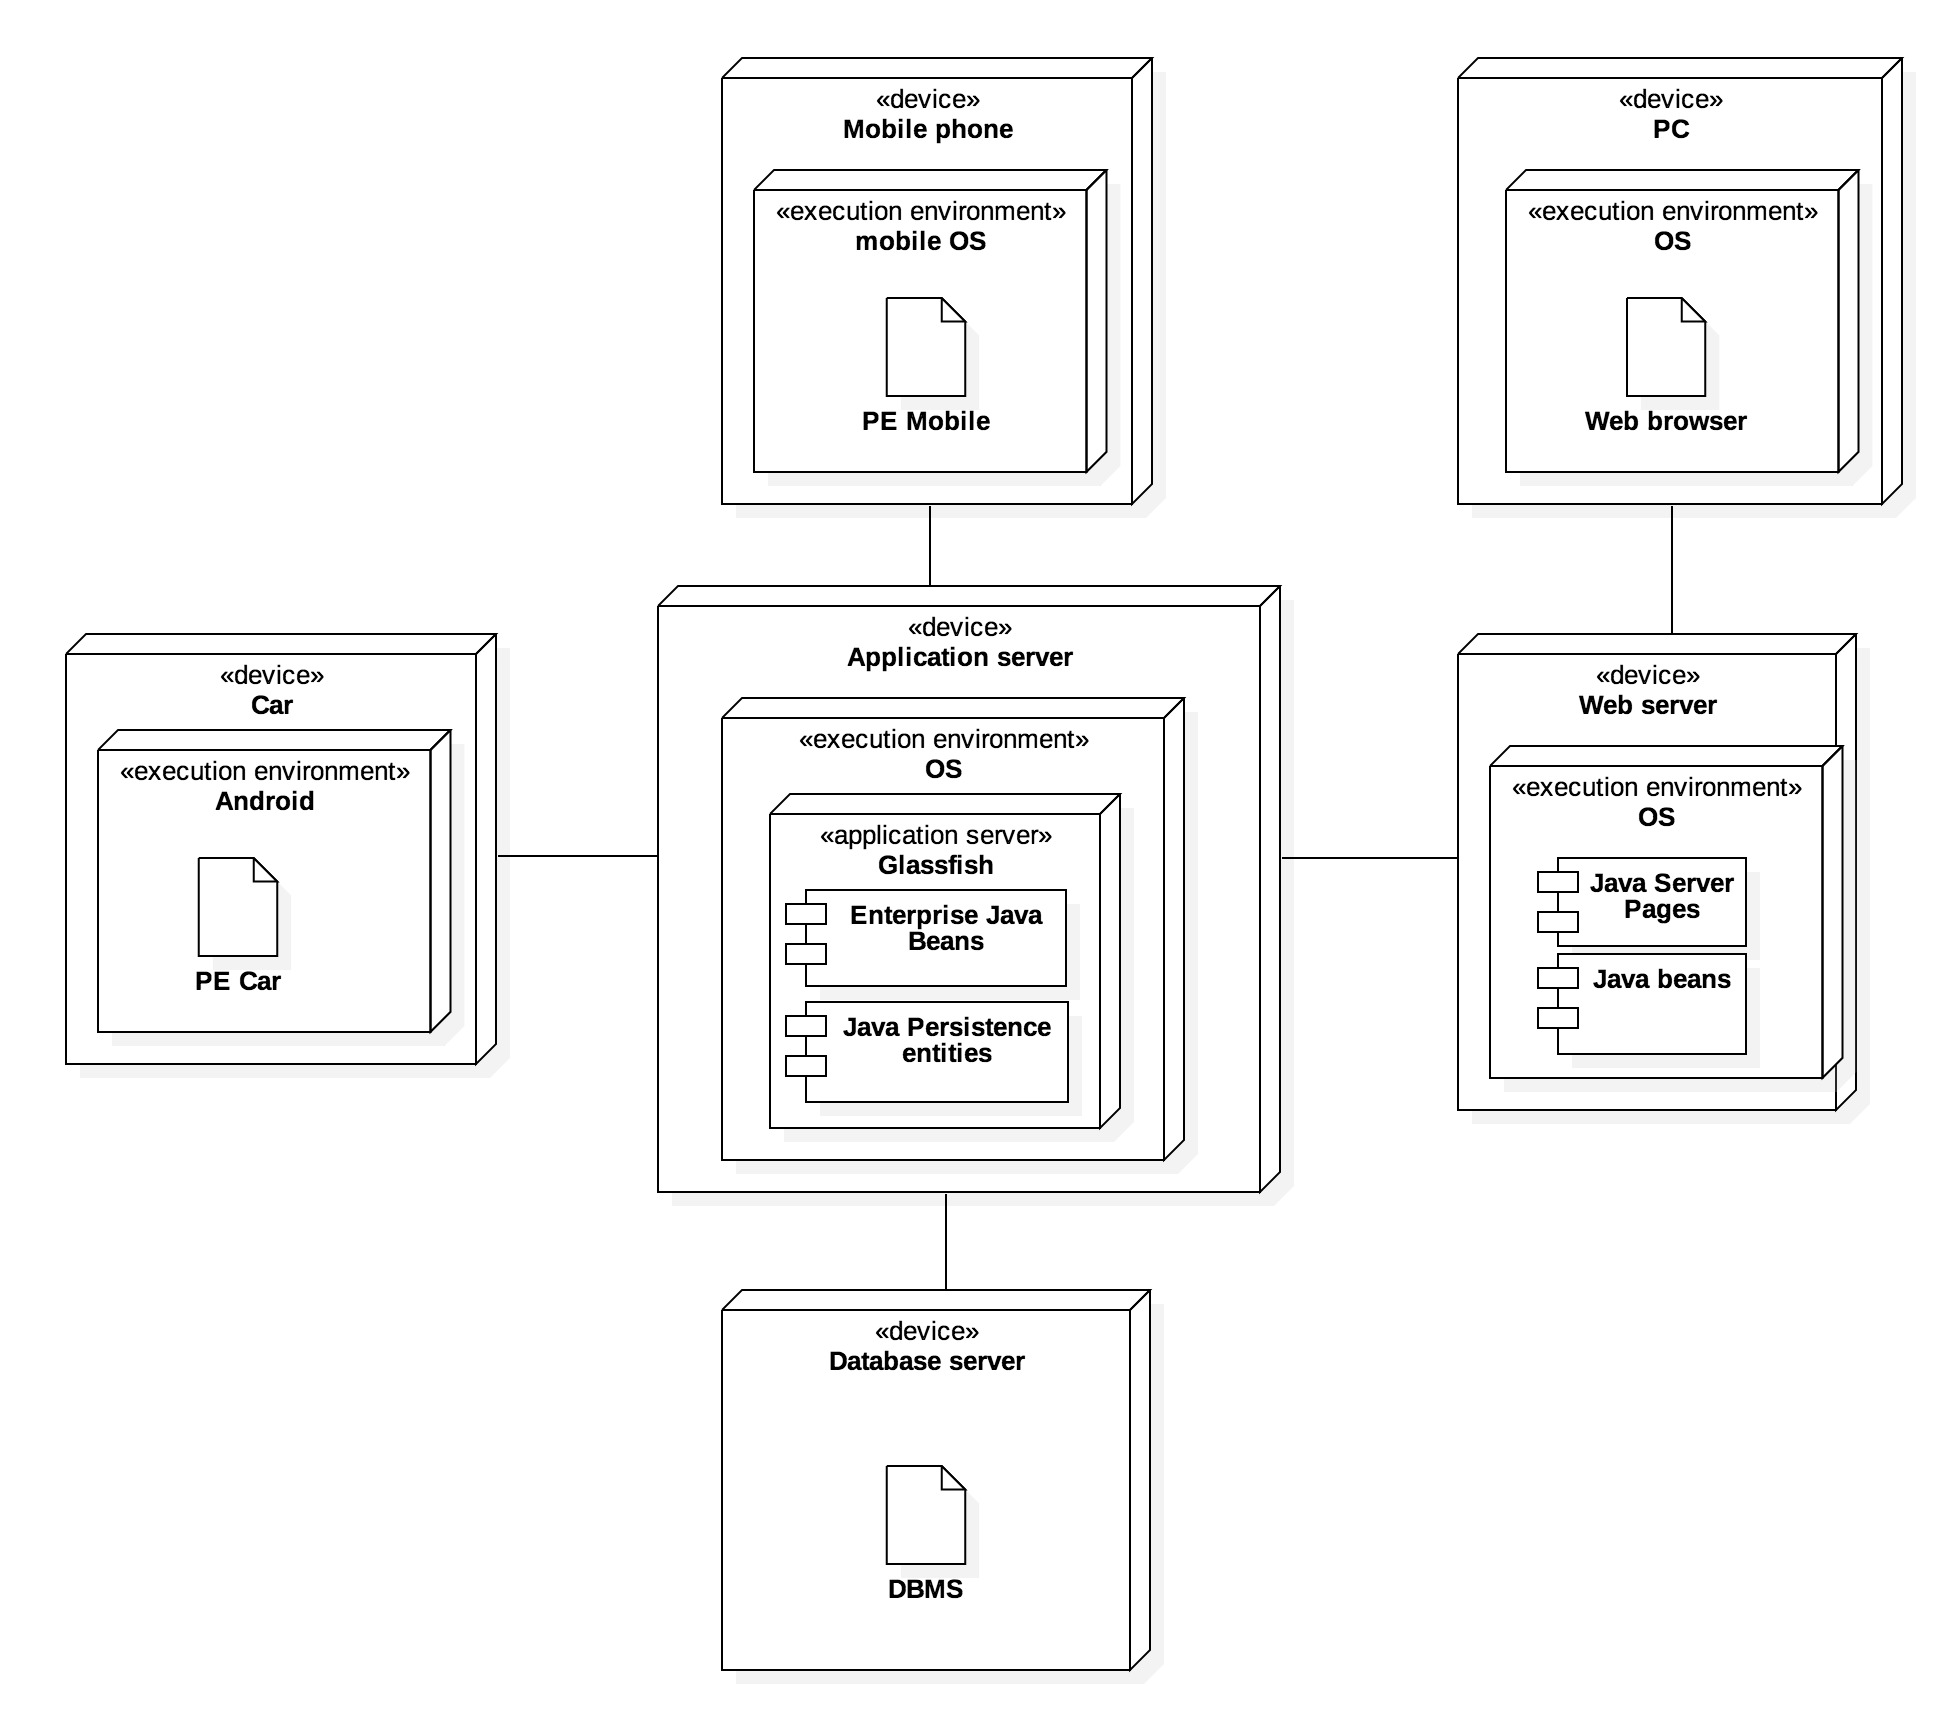 «device»
Mobile phone
«execution environment»
mobile OS
PE Mobile
«device»
PC
«execution environment»
OS
Web browser
«device»
Car
«execution environment»
Android
PE Car
«device»
Application server
«execution environment»
OS
«application server»
Glassfish
Enterprise Java
Beans
Java Persistence
entities
«device»
Web server
«execution environment»
OS
Java Server
Pages
Java beans
«device»
Database server
DBMS